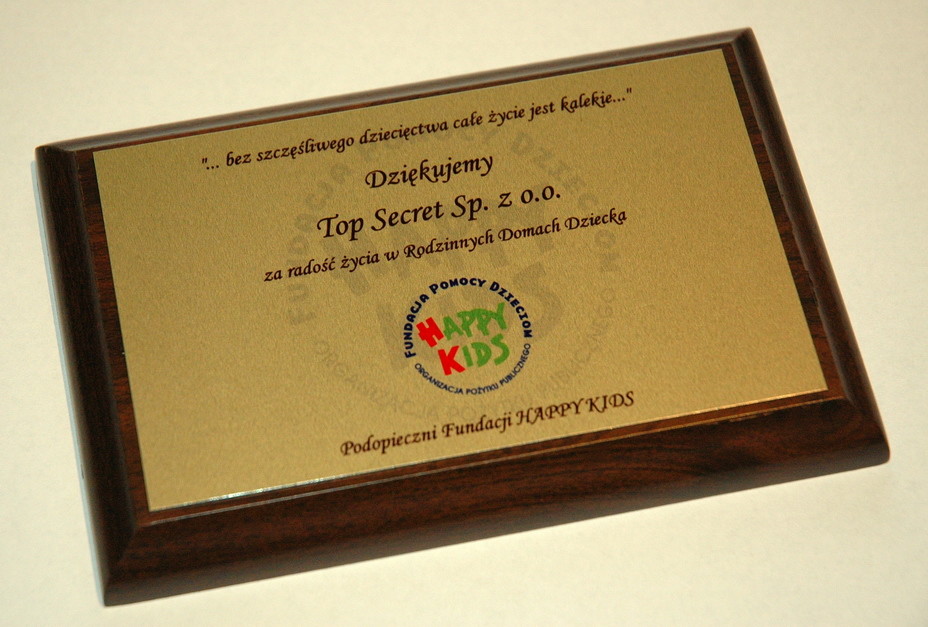 "... bez szczęśliwego dziecięctwa całe życie jest kalekie..."
Dziękujemy
Top Secret Sp. z o.o.
za radość życia w Rodzinnych Domach Dziecka
FUNDACJA POMOCY DZIECIOM
HAPPY
KIDS
ORGANIZACJA POŻYTKU PUBLICZNEGO
Podopieczni Fundacji HAPPY KIDS